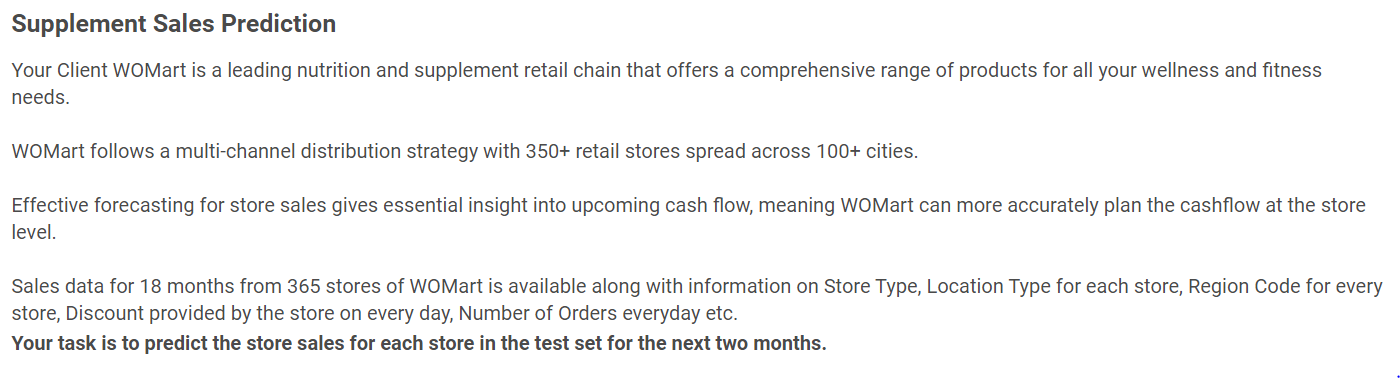 Supplement Sales Prediction
Your Client WOMart is a leading nutrition and supplement retail chain that offers a comprehensive range of products for all your wellness and fitness
needs.
WOMart follows a multi-channel distribution strategy with 350+ retail stores spread across 100+ cities.
Effective forecasting for store sales gives essential insight into upcoming cash flow, meaning WOMart can more accurately plan the cashflow at the store
level.
Sales data for 18 months from 365 stores of WOMart is available along with information on Store Type, Location Type for each store, Region Code for every
store, Discount provided by the store on every day, Number of Orders everyday etc.
Your task is to predict the store sales for each store in the test set for the next two months.